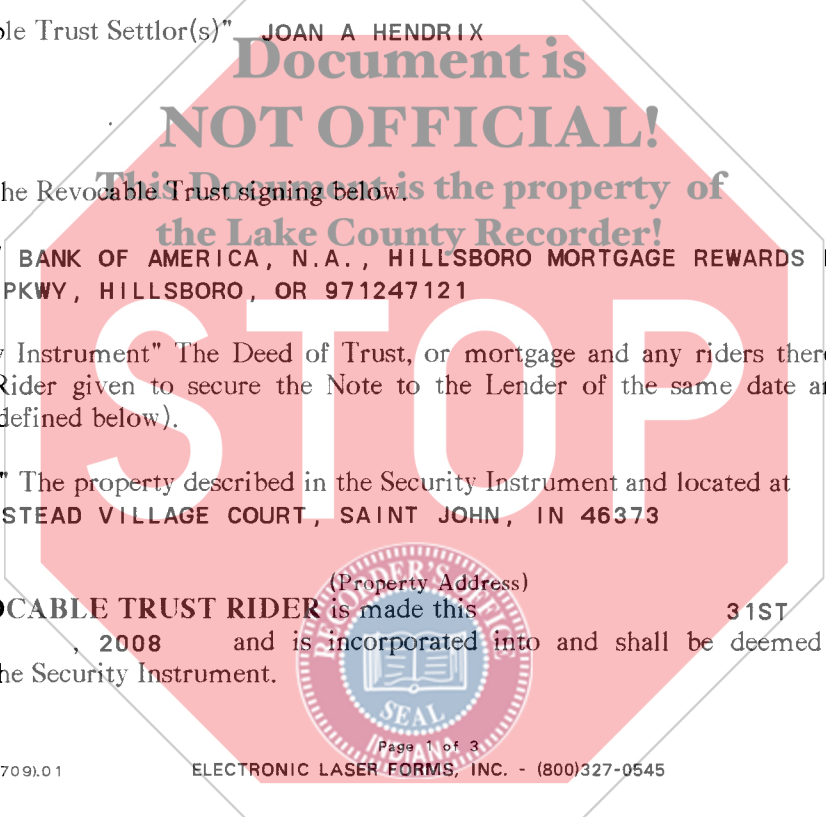 ble Trust Settlor(s)" JOAN A HENDRIX
Document is
NOT OFFICIAL!
he Revocable Trust signing below.
This Document is the property of
the Lake County Recorder!
" BANK OF AMERICA, N.A., HILLSBORO MORTGAGE REWARDS
PKWY, HILLSBORO, OR 971247121
STOP
y Instrument" The Deed of Trust, or mortgage and any riders there
Rider given to secure the Note to the Lender of the same date an
defined below).
" The property described in the Security Instrument and located at
STEAD VILLAGE COURT, SAINT JOHN, IN 46373
(Property Address)
OCABLE TRUST RIDER is made this 31ST
, 2008 and is incorporated into and shall be deemed
he Security Instrument.
RECORDER'S OFFIC
SEAL
INDIANA
Page 1 of 3
709).01 ELECTRONIC LASER FORMS, INC. - (800)327-0545